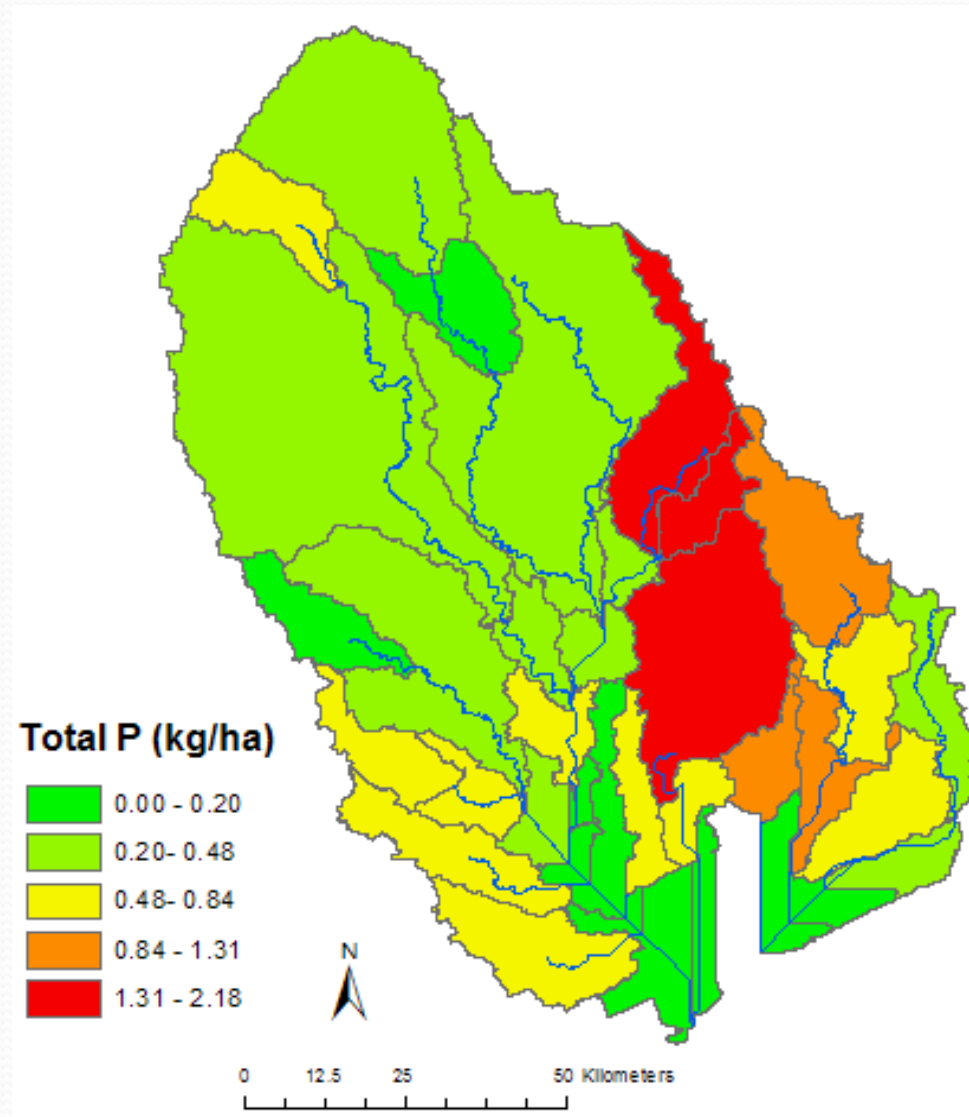 Total P (kg/ha)
0.00 - 0.20
0.20- 0.48
0.48- 0.84
0.84 - 1.31
1.31 - 2.18
N
0 12.5 25 50 Kilometers